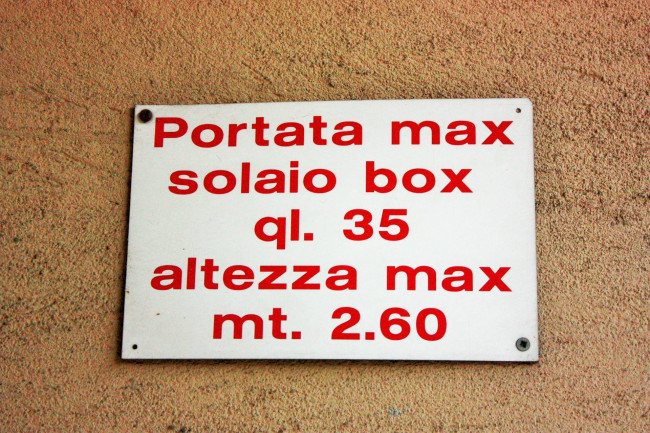 Portata max
solaio box
ql. 35
altezza max
mt. 2.60